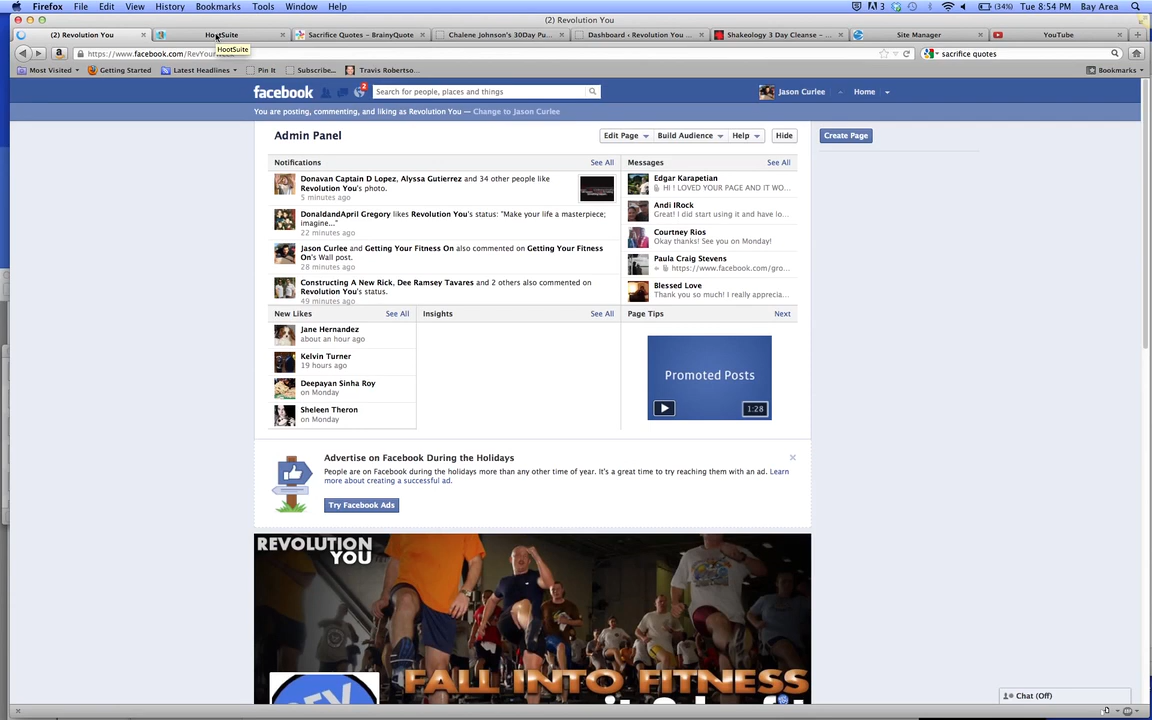 Firefox File Edit View History Bookmarks Tools Window Help 3 (34%) Tue 8:54 PM Bay Area
(2) Revolution You
(2) Revolution You HootSuite Sacrifice Quotes – BrainyQuote Chalene Johnson's 30Day Pu... Dashboard ‹ Revolution You ... Shakeology 3 Day Cleanse – ... Site Manager YouTube
https://www.facebook.com/RevYour HootSuite sacrifice quotes
Most Visited Getting Started Latest Headlines Pin It Subscribe... Travis Robertso... Bookmarks
facebook 2 Search for people, places and things Jason Curlee Home
You are posting, commenting, and liking as Revolution You — Change to Jason Curlee
Admin Panel Edit Page Build Audience Help Hide Create Page
Notifications See All
Donavan Captain D Lopez, Alyssa Gutierrez and 34 other people like
Revolution You's photo.
5 minutes ago
DonaldandApril Gregory likes Revolution You's status: "Make your life a masterpiece;
imagine..."
22 minutes ago
Jason Curlee and Getting Your Fitness On also commented on Getting Your Fitness
On's Wall post.
28 minutes ago
Constructing A New Rick, Dee Ramsey Tavares and 2 others also commented on
Revolution You's status.
49 minutes ago
Messages See All
Edgar Karapetian
HI ! LOVED YOUR PAGE AND IT WO...
Andi IRock
Great! I did start using it and have lo...
Courtney Rios
Okay thanks! See you on Monday!
Paula Craig Stevens
https://www.facebook.com/gro...
Blessed Love
Thank you so much! I really apprecia...
New Likes See All
Jane Hernandez
about an hour ago
Kelvin Turner
19 hours ago
Deepayan Sinha Roy
on Monday
Sheleen Theron
on Monday
Insights See All
Page Tips Next
Promoted Posts
1:28
Advertise on Facebook During the Holidays
People are on Facebook during the holidays more than any other time of year. It's a great time to try reaching them with an ad. Learn
more about creating a successful ad.
Try Facebook Ads
REVOLUTION
YOU
FALL INTO FITNESS
Chat (Off)